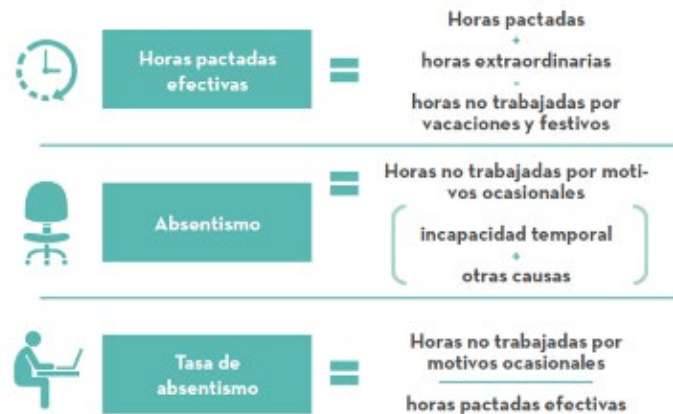 Horas pactadas
efectivas
=
Horas pactadas
+
horas extraordinarias
-
horas no trabajadas por
vacaciones y festivos
Absentismo
=
Horas no trabajadas por moti-
vos ocasionales
incapacidad temporal
+
otras causas
Tasa de
absentismo
=
Horas no trabajadas por
motivos ocasionales
horas pactadas efectivas